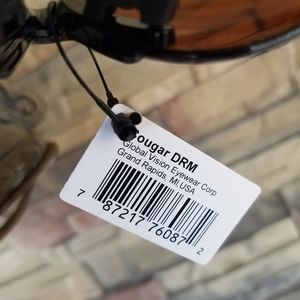 Cougar DRM
Global Vision Eyewear Corp.
Grand Rapids, MI,USA
7 87217 76087 2